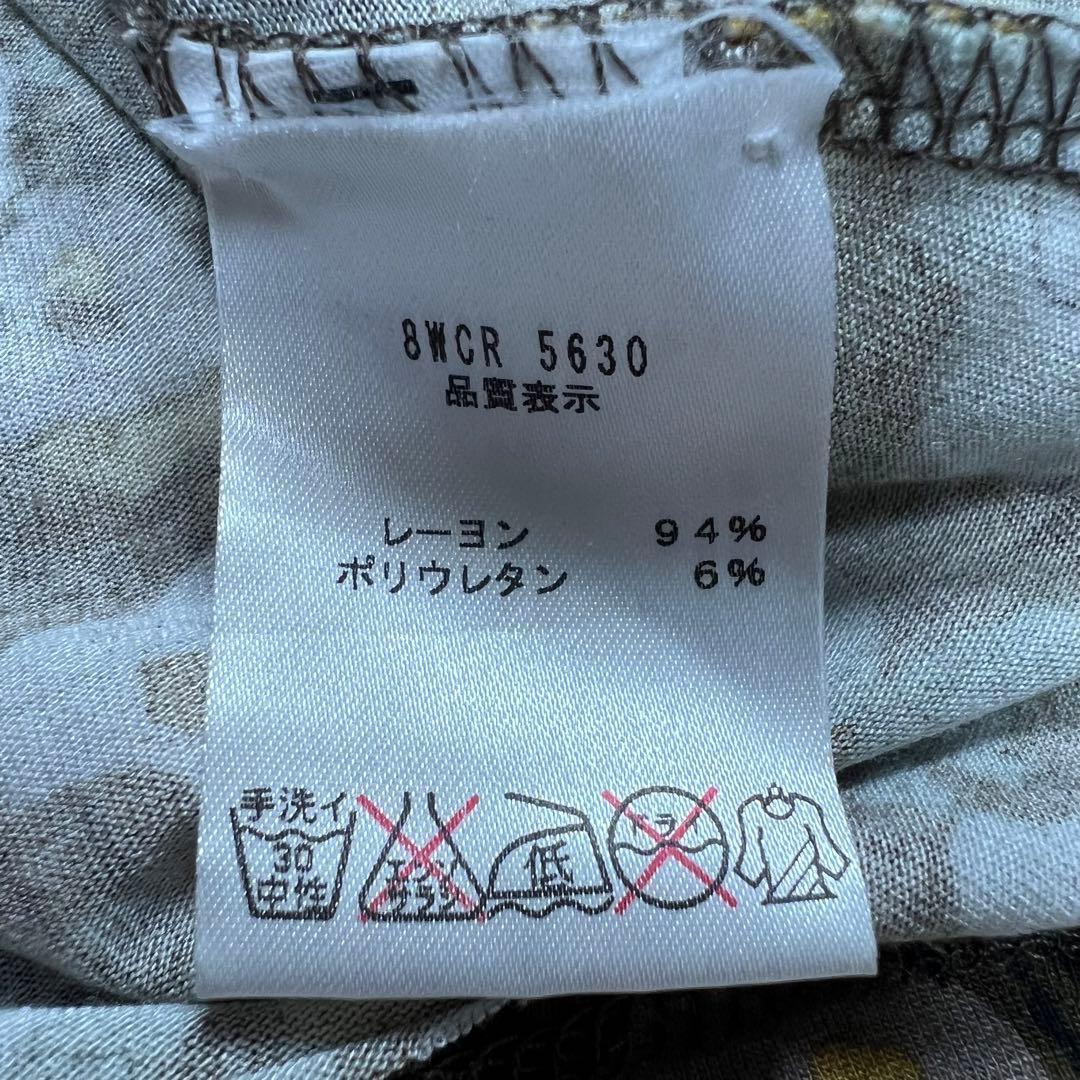 8WCR 5630
品質表示
レーヨン 94%
ポリウレタン 6%
手洗イ
30
中性
エンソ
サラシ
低
ドライ